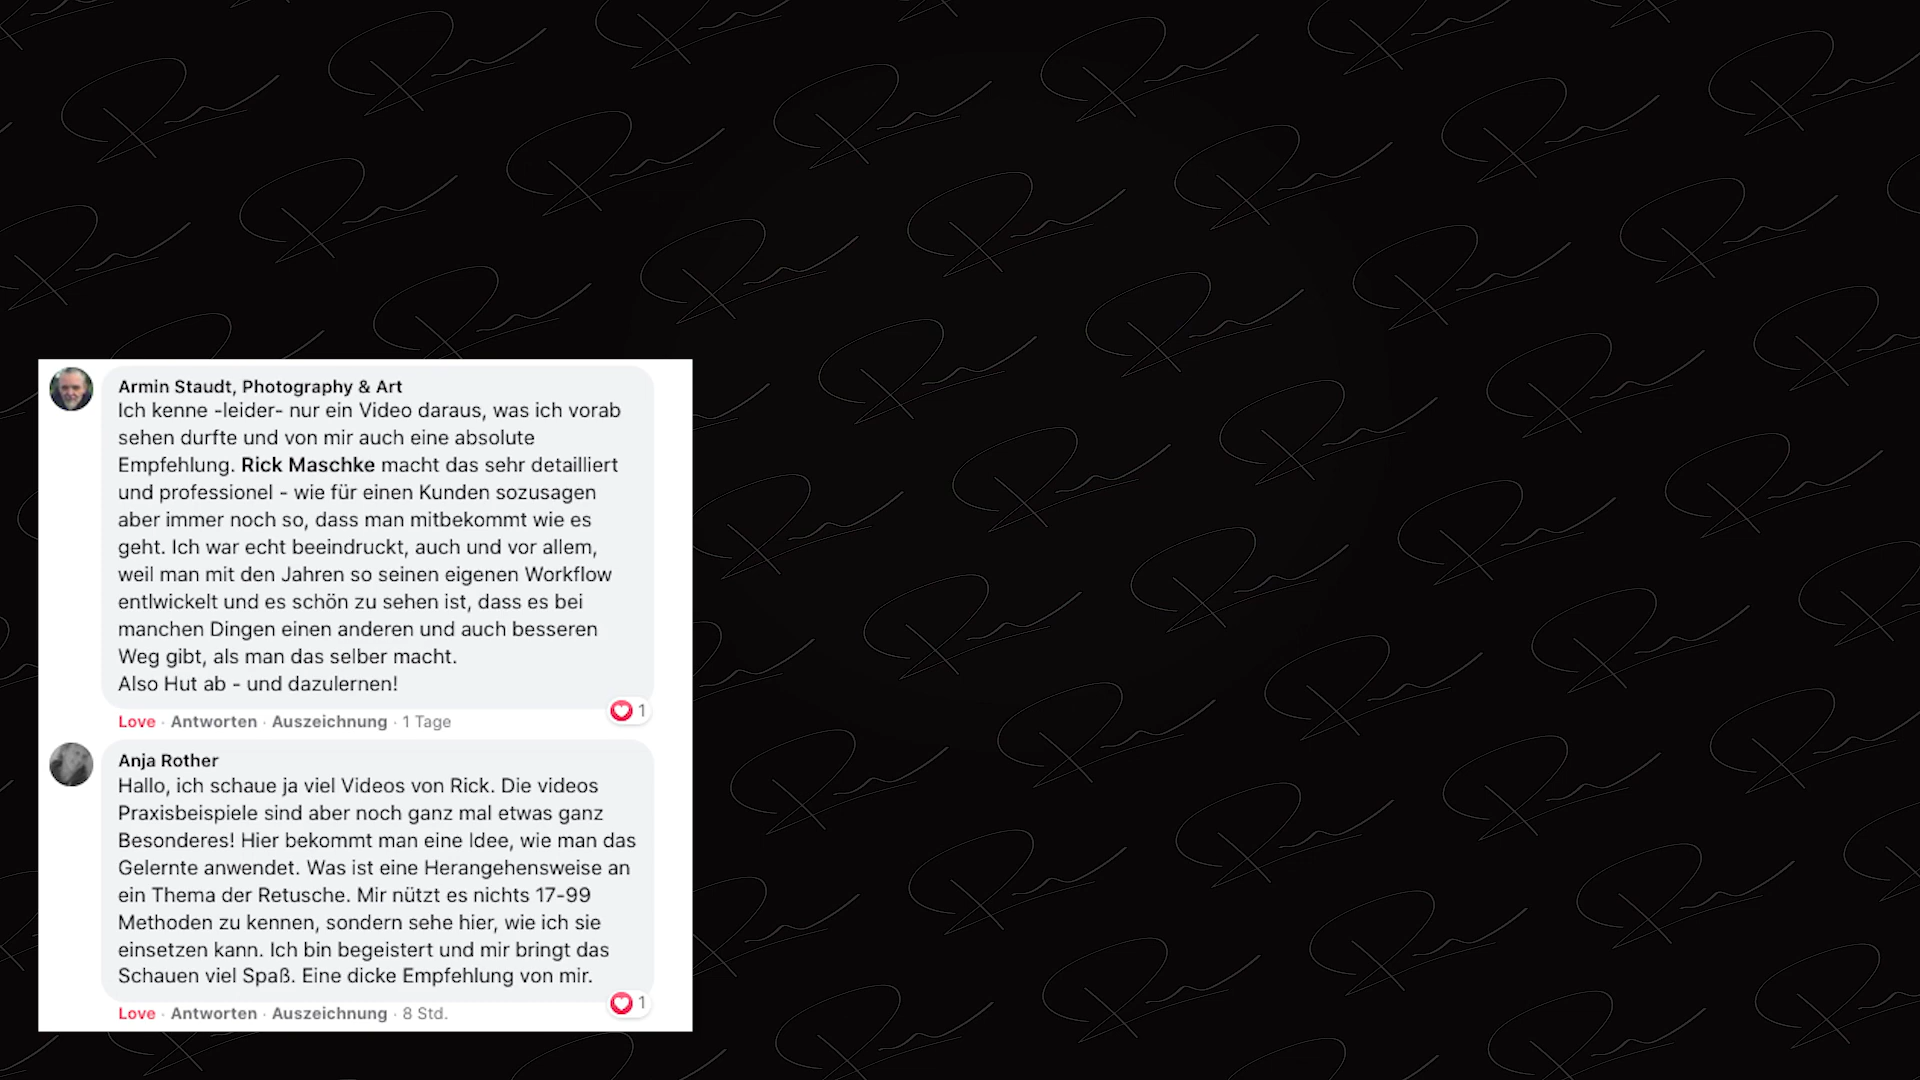 Armin Staudt, Photography & Art
Ich kenne -leider- nur ein Video daraus, was ich vorab
sehen durfte und von mir auch eine absolute
Empfehlung. Rick Maschke macht das sehr detailliert
und professionel - wie für einen Kunden sozusagen
aber immer noch so, dass man mitbekommt wie es
geht. Ich war echt beeindruckt, auch und vor allem,
weil man mit den Jahren so seinen eigenen Workflow
entlwickelt und es schön zu sehen ist, dass es bei
manchen Dingen einen anderen und auch besseren
Weg gibt, als man das selber macht.
Also Hut ab - und dazulernen!
1
Love · Antworten · Auszeichnung · 1 Tage
Anja Rother
Hallo, ich schaue ja viel Videos von Rick. Die videos
Praxisbeispiele sind aber noch ganz mal etwas ganz
Besonderes! Hier bekommt man eine Idee, wie man das
Gelernte anwendet. Was ist eine Herangehensweise an
ein Thema der Retusche. Mir nützt es nichts 17-99
Methoden zu kennen, sondern sehe hier, wie ich sie
einsetzen kann. Ich bin begeistert und mir bringt das
Schauen viel Spaß. Eine dicke Empfehlung von mir.
1
Love · Antworten · Auszeichnung · 8 Std.